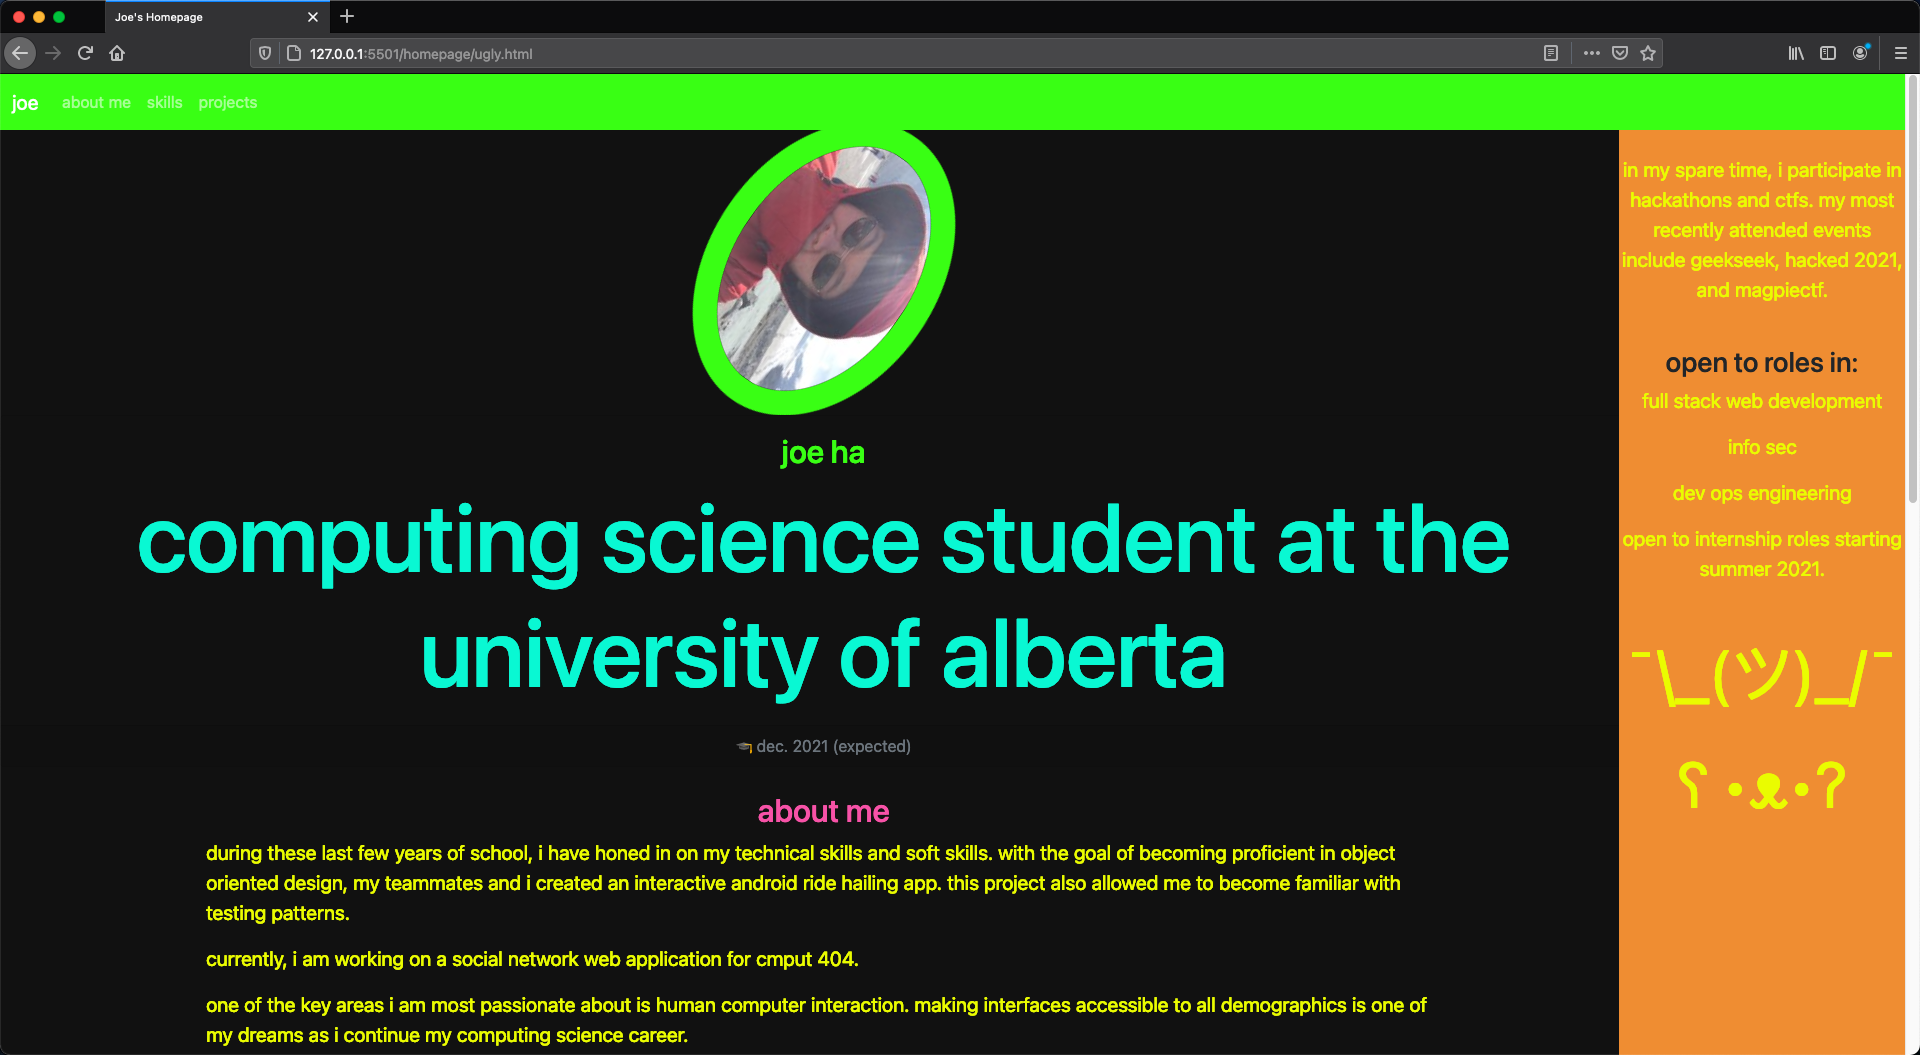 Joe's Homepage
127.0.0.1:5501/homepage/ugly.html
joe about me skills projects
joe ha
computing science student at the
university of alberta
🎓 dec. 2021 (expected)
about me
during these last few years of school, i have honed in on my technical skills and soft skills. with the goal of becoming proficient in object
oriented design, my teammates and i created an interactive android ride hailing app. this project also allowed me to become familiar with
testing patterns.
currently, i am working on a social network web application for cmput 404.
one of the key areas i am most passionate about is human computer interaction. making interfaces accessible to all demographics is one of
my dreams as i continue my computing science career.
in my spare time, i participate in
hackathons and ctfs. my most
recently attended events
include geekseek, hacked 2021,
and magpiectf.
open to roles in:
full stack web development
info sec
dev ops engineering
open to internship roles starting
summer 2021.
¯\_(ツ)_/¯
ʕ •ᴥ•ʔ